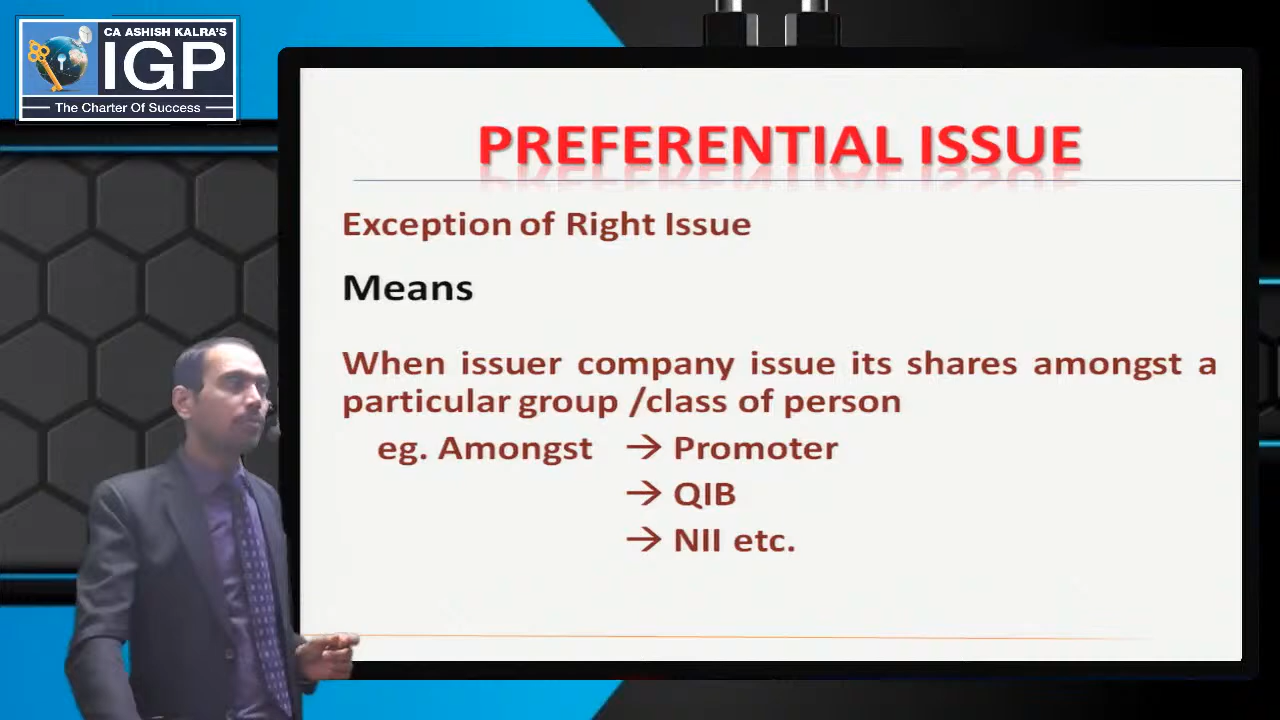 CA ASHISH KALRA'S
IGP
The Charter Of Success
PREFERENTIAL ISSUE
Exception of Right Issue
Means
When issuer company issue its shares amongst a
particular group /class of person
eg. Amongst → Promoter
→ QIB
→ NII etc.